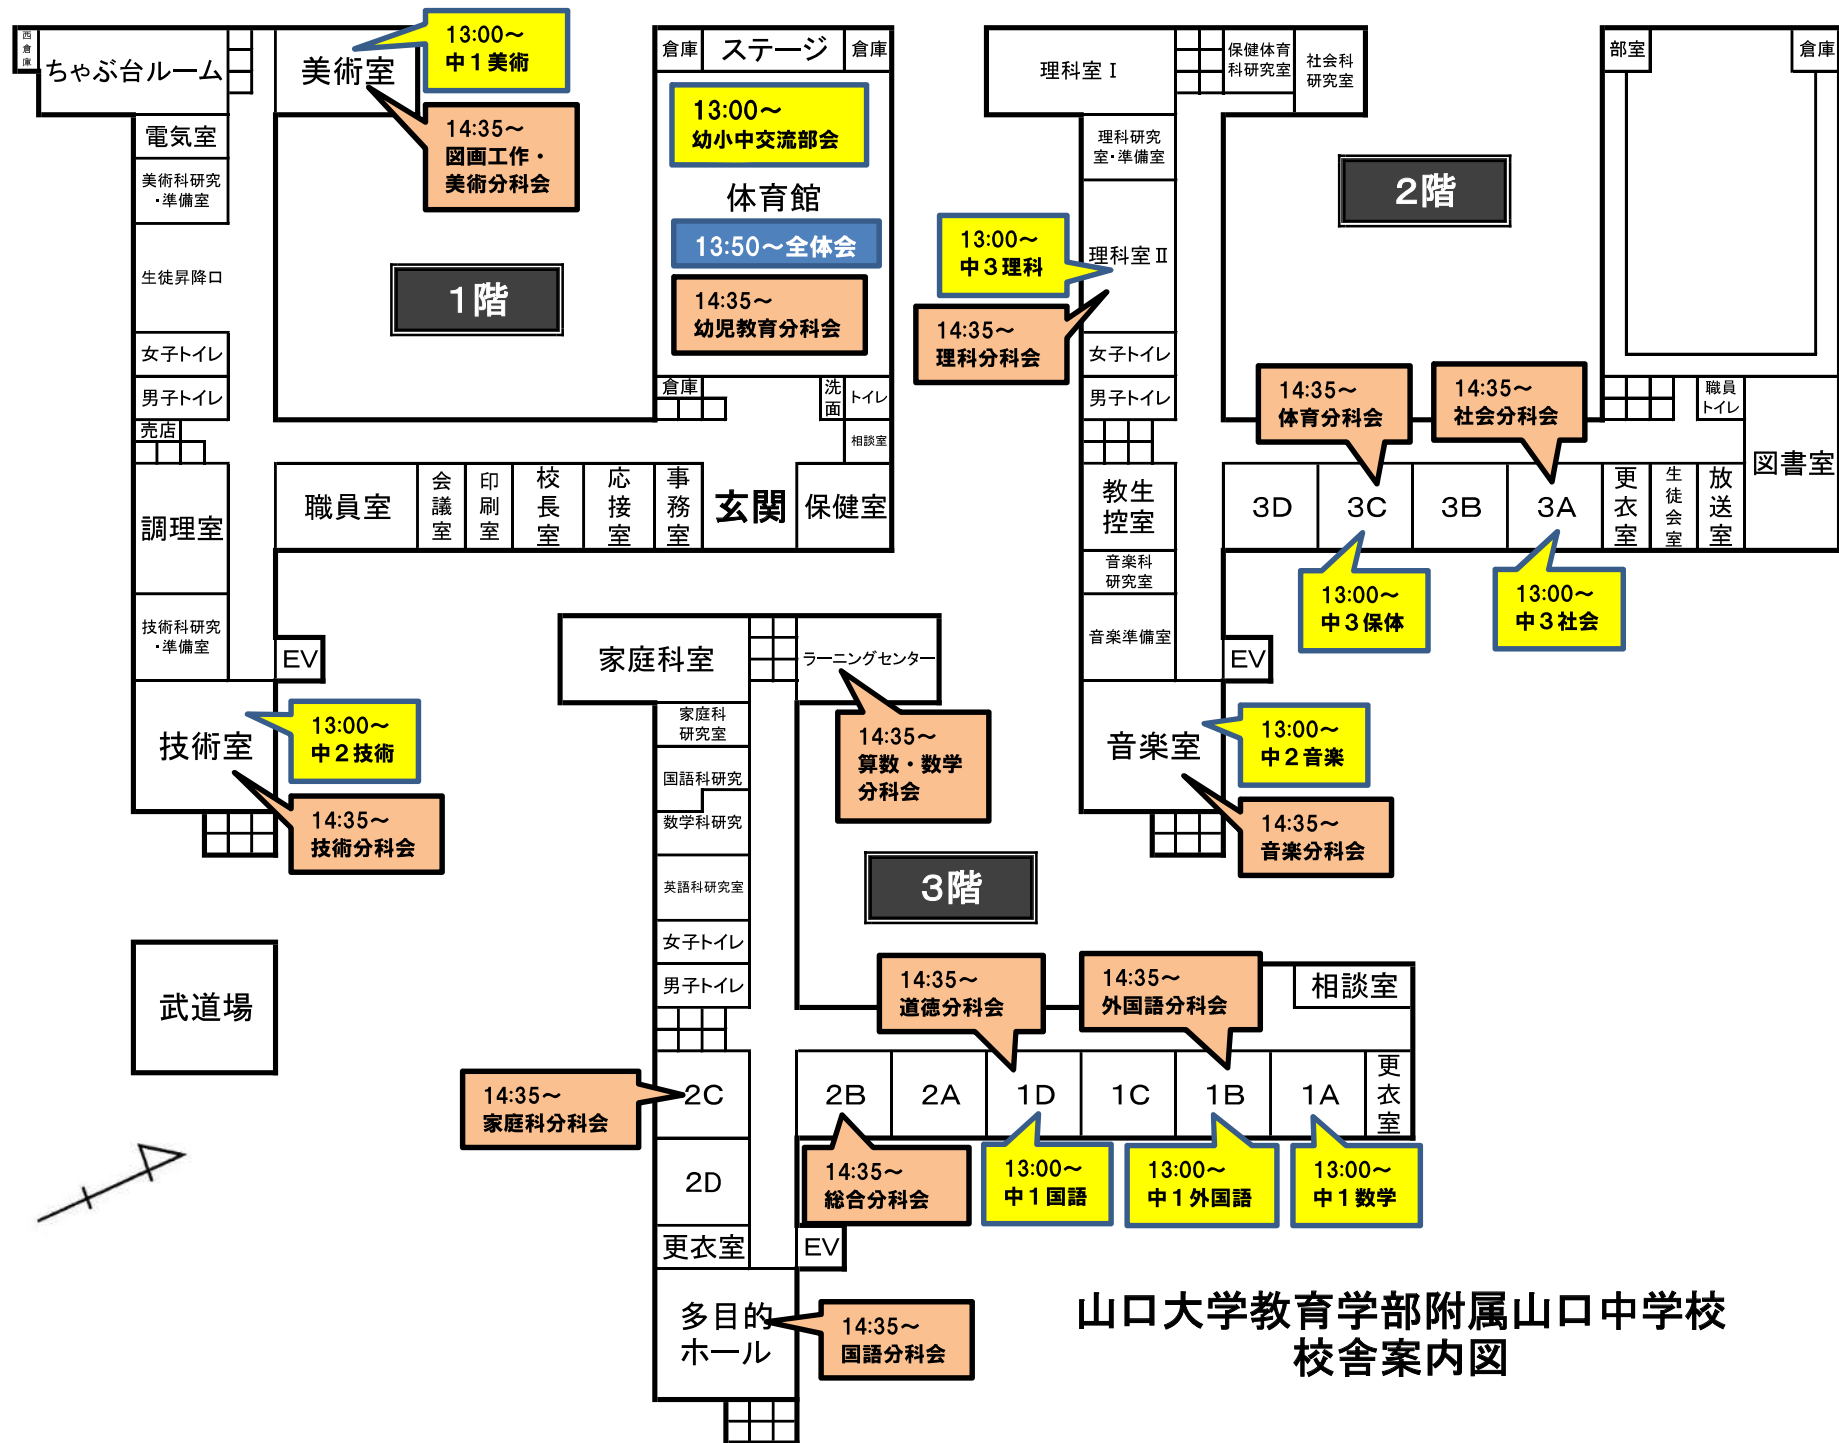 西倉庫
ちゃぶ台ルーム
美術室
13:00～
中１美術
14:35～
図画工作・
美術分科会
電気室
美術科研究
・準備室
生徒昇降口
女子トイレ
男子トイレ
売店
調理室
技術科研究
・準備室
EV
技術室
13:00～
中２技術
14:35～
技術分科会
武道場
1階
倉庫
ステージ
倉庫
13:00～
幼小中交流部会
体育館
13:50～全体会
14:35～
幼児教育分科会
倉庫
洗面
トイレ
相談室
職員室
会議室
印刷室
校長室
応接室
事務室
玄関
保健室
理科室Ⅰ
保健体育
科研究室
社会科
研究室
理科研究
室・準備室
2階
13:00～
中３理科
理科室Ⅱ
14:35～
理科分科会
女子トイレ
男子トイレ
教生
控室
音楽科
研究室
音楽準備室
EV
音楽室
13:00～
中２音楽
14:35～
音楽分科会
部室
倉庫
14:35～
体育分科会
14:35～
社会分科会
職員
トイレ
図書室
3D
3C
3B
3A
更衣室
生徒会室
放送室
13:00～
中３保体
13:00～
中３社会
家庭科室
ラーニングセンター
14:35～
算数・数学
分科会
家庭科
研究室
国語科研究
数学科研究
英語科研究室
女子トイレ
男子トイレ
3階
14:35～
道徳分科会
14:35～
外国語分科会
相談室
2C
14:35～
家庭科分科会
2B
2A
1D
1C
1B
1A
更衣室
14:35～
総合分科会
13:00～
中１国語
13:00～
中１外国語
13:00～
中１数学
2D
更衣室
EV
多目的
ホール
14:35～
国語分科会
山口大学教育学部附属山口中学校
校舎案内図